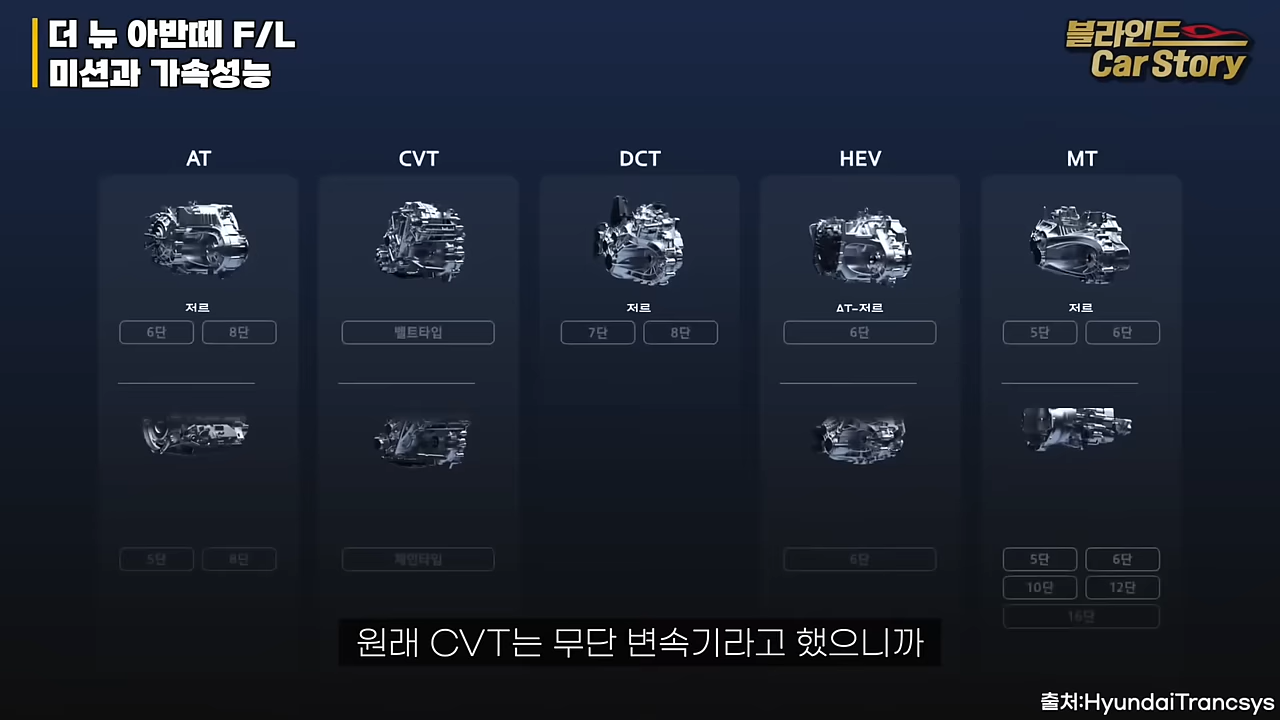 더 뉴 아반떼 F/L
미션과 가속성능
블라인드
Car Story
AT
CVT
DCT
HEV
MT
저르
저르
AT-저르
저르
6단
8단
벨트타입
7단
8단
6단
5단
6단
5단
8단
체인타입
6단
5단
6단
10단
12단
16단
원래 CVT는 무단 변속기라고 했으니까
출처:HyundaiTrancsys